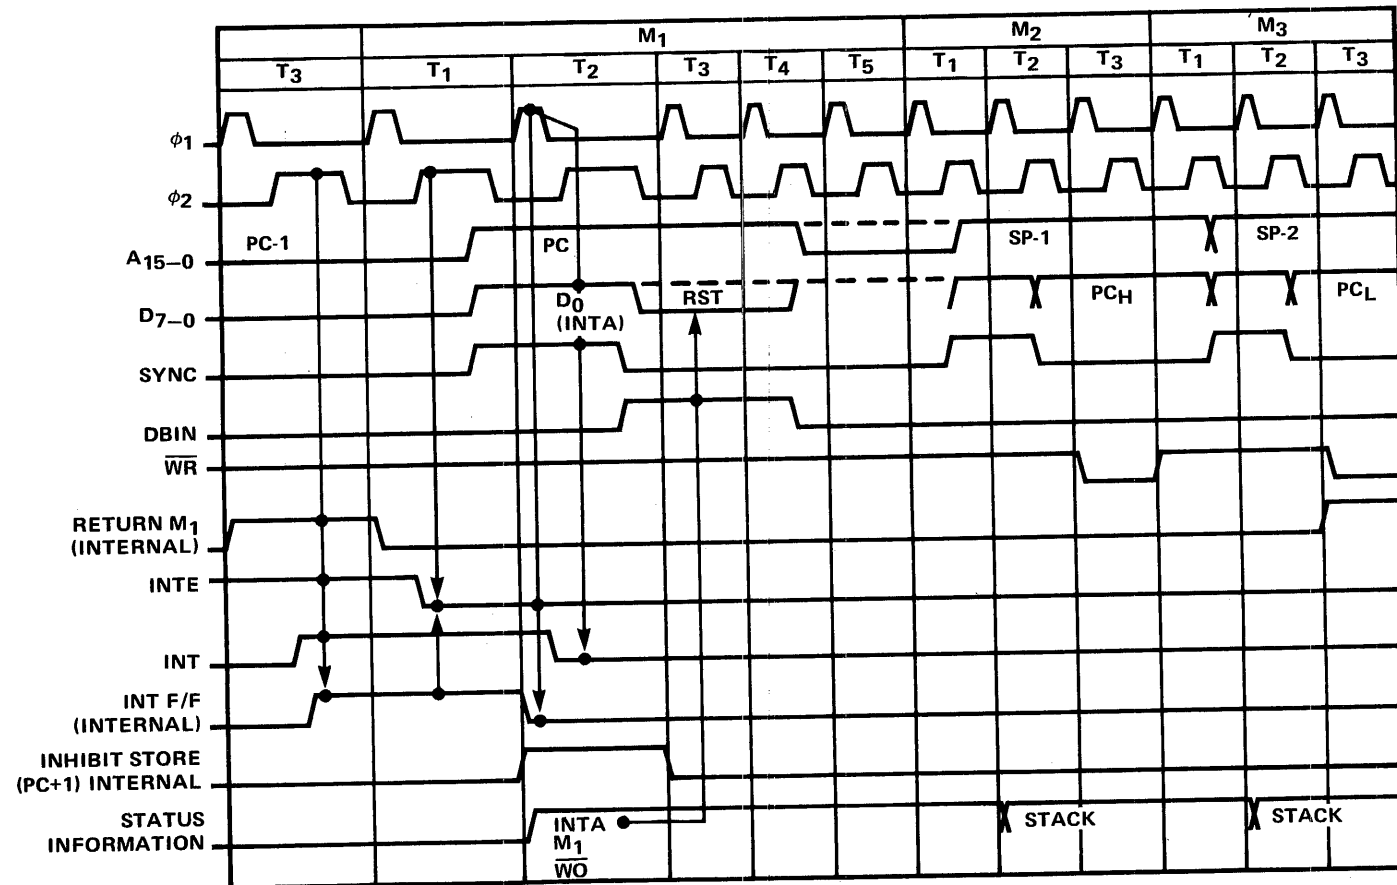 M1 M2 M3
T3 T1 T2 T3 T4 T5 T1 T2 T3 T1 T2 T3
ϕ1
ϕ2
A15–0 PC-1 PC SP-1 SP-2
D7–0 D0 (INTA) RST PCH PCL
SYNC
DBIN
W̅R̅
RETURN M1
(INTERNAL)
INTE
INT
INT F/F
(INTERNAL)
INHIBIT STORE
(PC+1) INTERNAL
STATUS
INFORMATION
INTA
M1
W̅O̅
STACK STACK